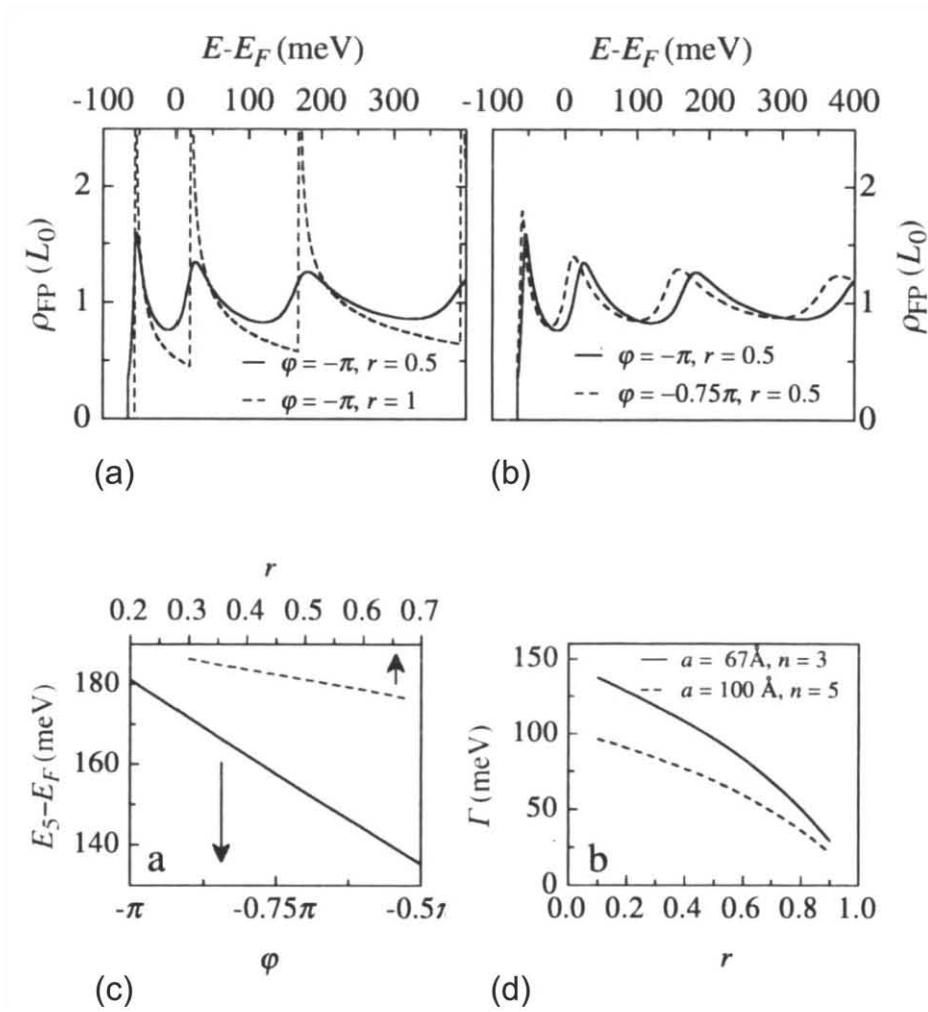 E-E_F (meV)
E-E_F (meV)
-100 0 100 200 300
-100 0 100 200 300 400
ρ_FP (L_0)
2
1
0
— φ = −π, r = 0.5
-- φ = −π, r = 1
— φ = −π, r = 0.5
-- φ = −0.75π, r = 0.5
2
1
0
ρ_FP (L_0)
(a)
(b)
r
0.2 0.3 0.4 0.5 0.6 0.7
E_5−E_F (meV)
180
160
140
a
-π -0.75π
φ
150
100
50
0
Γ (meV)
— a = 67Å, n = 3
--- a = 100 Å, n = 5
b
0.0 0.2 0.4 0.6 0.8 1.0
r
(c)
(d)